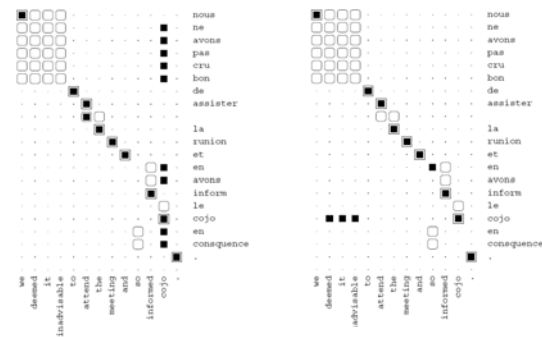 nous
ne
avons
pas
cru
bon
de
assister
la
runion
et
en
avons
inform
le
cojo
en
consquence
.
we
deemed
it
inadvisable
to
attend
the
meeting
and
so
informed
cojo
.
nous
ne
avons
pas
cru
bon
de
assister
la
runion
et
en
avons
inform
le
cojo
en
consquence
.
we
deemed
it
advisable
to
attend
the
meeting
and
so
informed
cojo
.